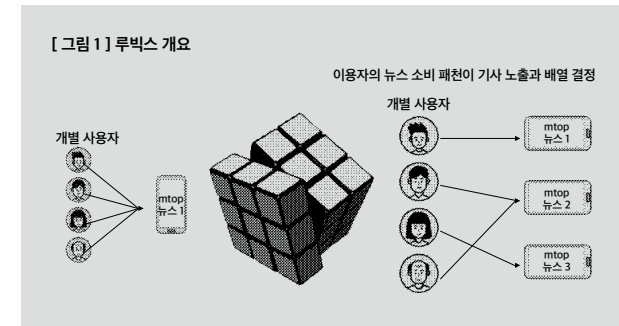 [ 그림 1 ] 루빅스 개요
개별 사용자
mtop
뉴스 1
이용자의 뉴스 소비 패천이 기사 노출과 배열 결정
개별 사용자
mtop
뉴스 1
mtop
뉴스 2
mtop
뉴스 3